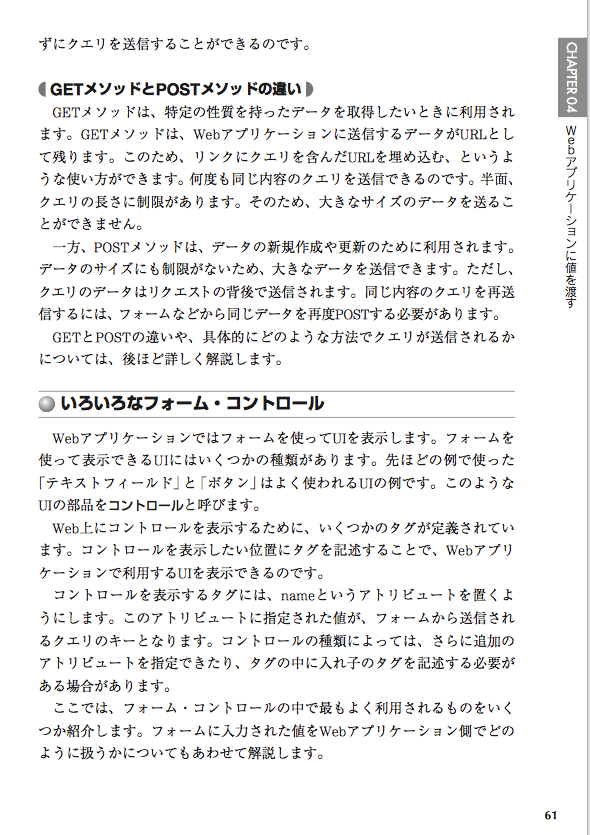 ずにクエリを送信することができるのです。
GETメソッドとPOSTメソッドの違い
GETメソッドは、特定の性質を持ったデータを取得したいときに利用され
ます。GETメソッドは、Webアプリケーションに送信するデータがURLとし
て残ります。このため、リンクにクエリを含んだURLを埋め込む、というよ
うな使い方ができます。何度も同じ内容のクエリを送信できるのです。半面、
クエリの長さに制限があります。そのため、大きなサイズのデータを送るこ
とができません。
一方、POSTメソッドは、データの新規作成や更新のために利用されます。
データのサイズにも制限がないため、大きなデータを送信できます。ただし、
クエリのデータはリクエストの背後で送信されます。同じ内容のクエリを再送
信するには、フォームなどから同じデータを再度POSTする必要があります。
GETとPOSTの違いや、具体的にどのような方法でクエリが送信されるか
については、後ほど詳しく解説します。
いろいろなフォーム・コントロール
Webアプリケーションではフォームを使ってUIを表示します。フォームを
使って表示できるUIにはいくつかの種類があります。先ほどの例で使った
「テキストフィールド」と「ボタン」はよく使われるUIの例です。このような
UIの部品をコントロールと呼びます。
Web上にコントロールを表示するために、いくつかのタグが定義されてい
ます。コントロールを表示したい位置にタグを記述することで、Webアプリ
ケーションで利用するUIを表示できるのです。
コントロールを表示するタグには、nameというアトリビュートを置くよ
うにします。このアトリビュートに指定された値が、フォームから送信され
るクエリのキーとなります。コントロールの種類によっては、さらに追加の
アトリビュートを指定できたり、タグの中に入れ子のタグを記述する必要が
ある場合があります。
ここでは、フォーム・コントロールの中で最もよく利用されるものをいく
つか紹介します。フォームに入力された値をWebアプリケーション側でどの
ように扱うかについてもあわせて解説します。
CHAPTER 04
Webアプリケーションに値を渡す
61